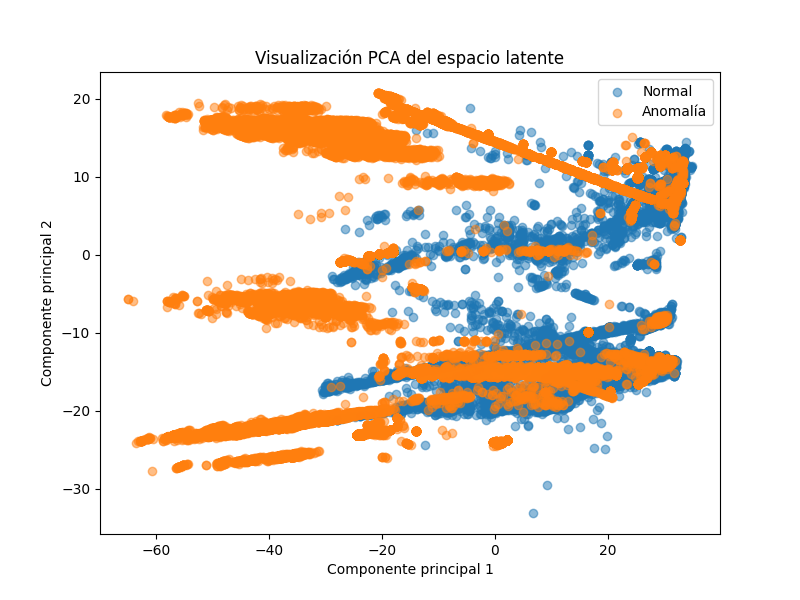 Visualización PCA del espacio latente
Normal
Anomalía
20
10
0
−10
−20
−30
Componente principal 2
−60
−40
−20
0
20
Componente principal 1